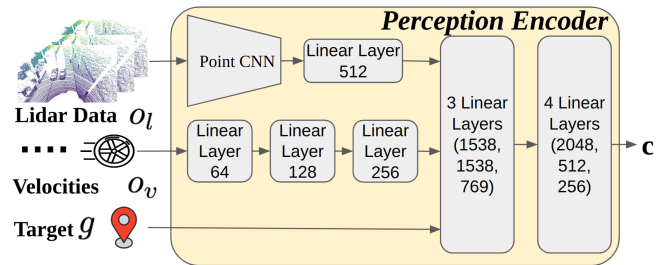 Perception Encoder
Point CNN
Linear Layer
512
Lidar Data o_l
Linear
Layer
64
Linear
Layer
128
Linear
Layer
256
Velocities o_v
Target g
3 Linear
Layers
(1538,
1538,
769)
4 Linear
Layers
(2048,
512,
256)
c